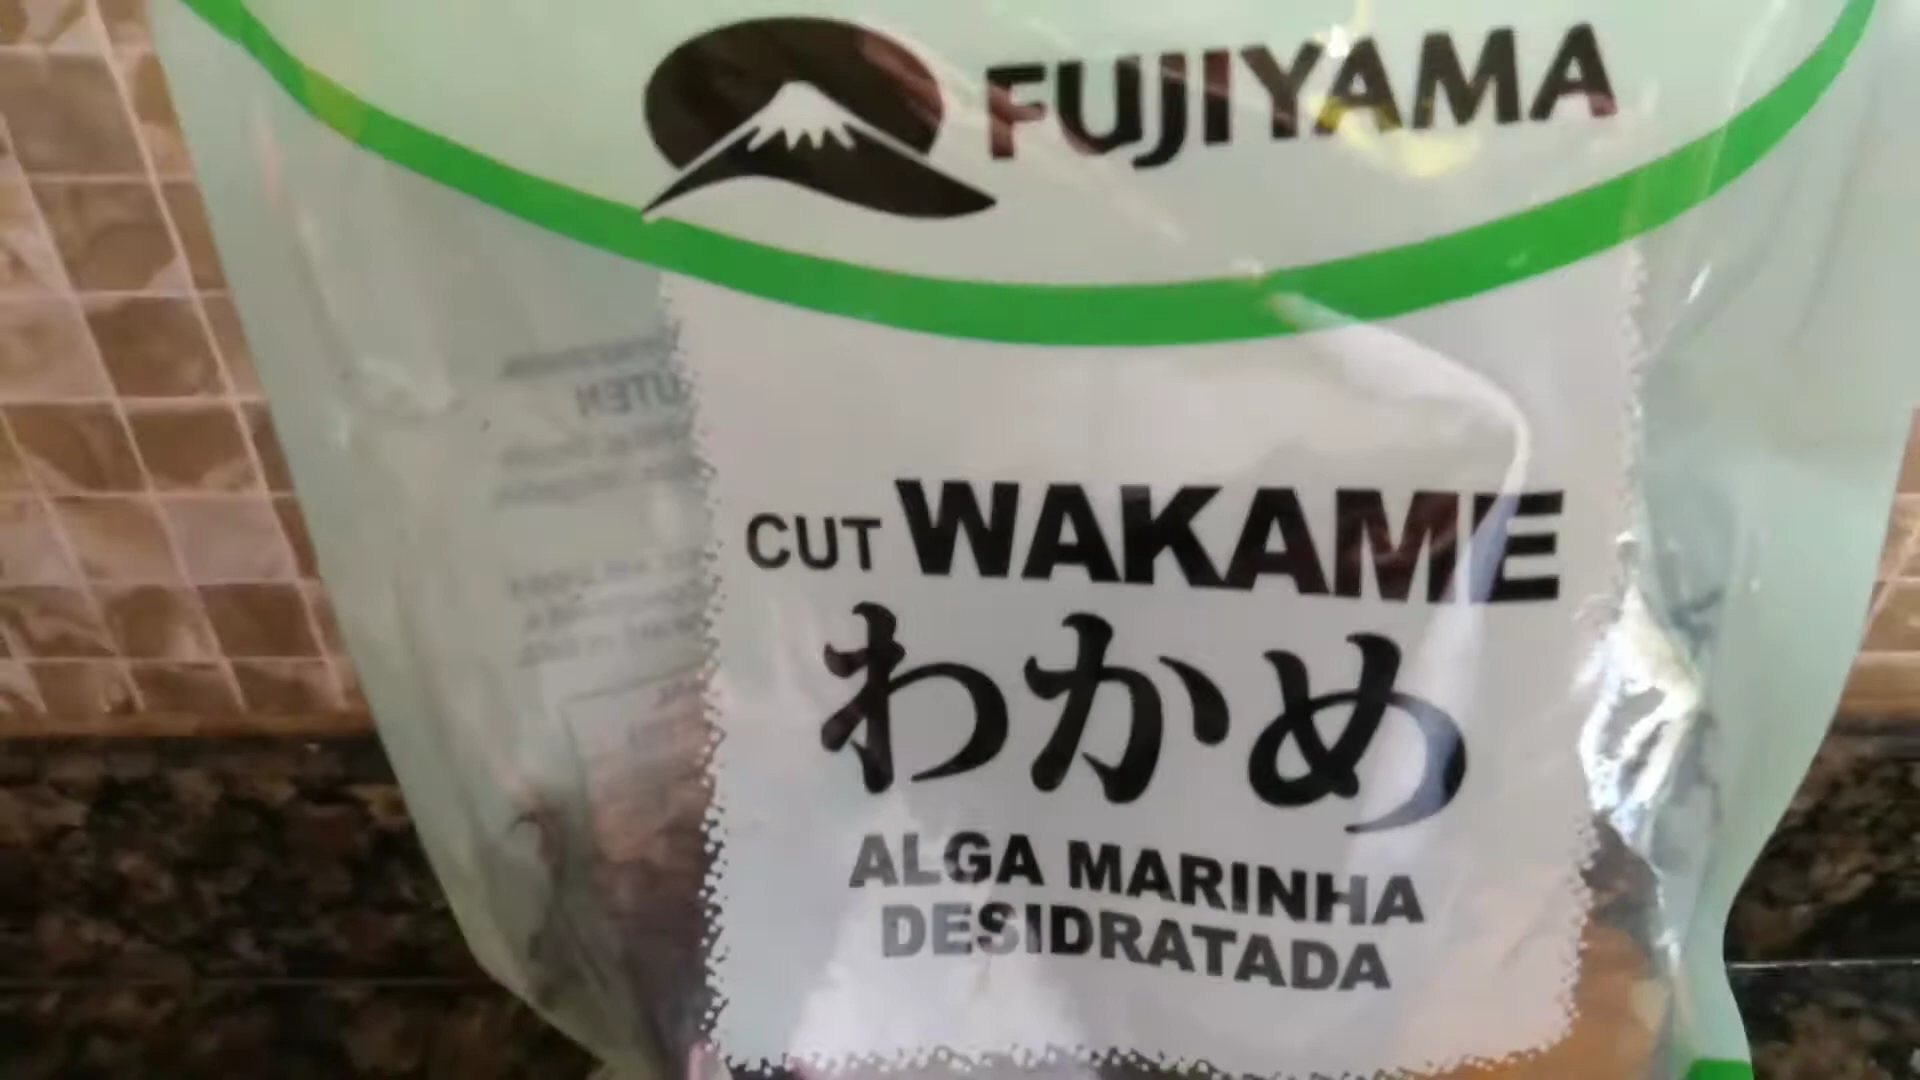 FUJIYAMA
CUT WAKAME
わかめ
ALGA MARINHA
DESIDRATADA